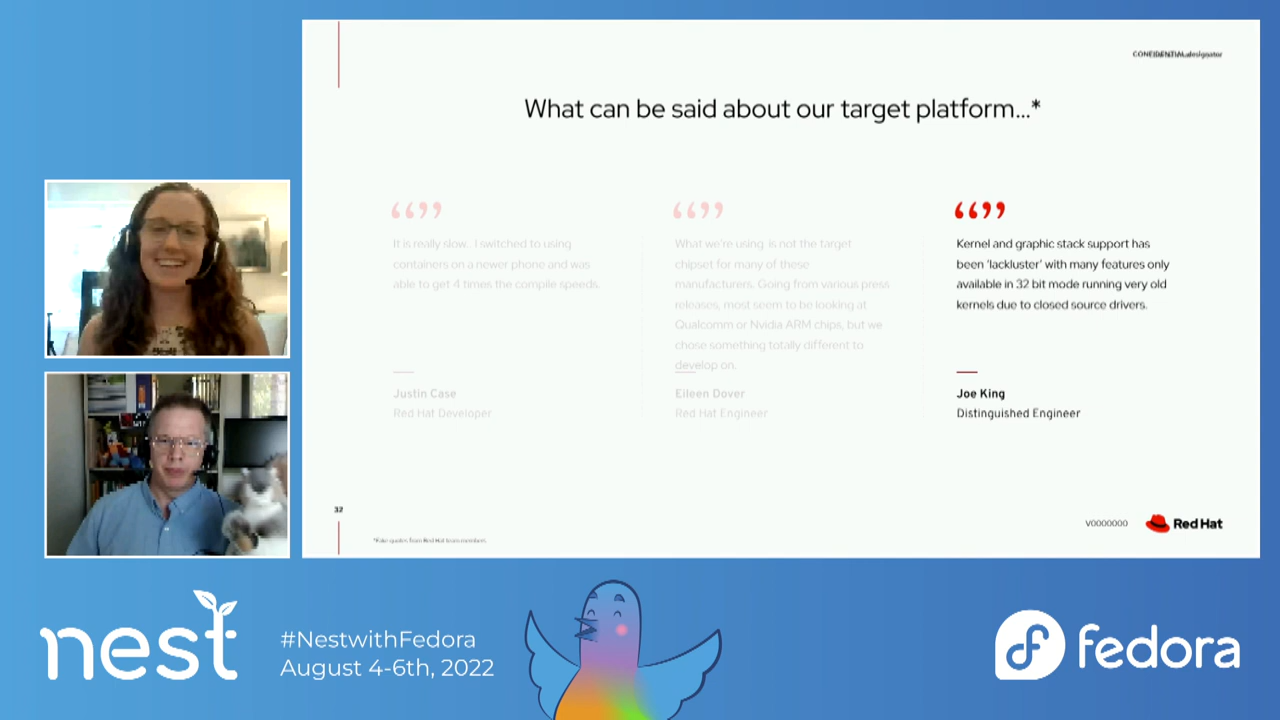 CONFIDENTIAL designator
What can be said about our target platform...*
It is really slow. I switched to using
containers on a newer phone and was
able to get 4 times the compile speeds.
Justin Case
Red Hat Developer
What we're using is not the target
chipset for many of these
manufacturers. Going from various press
releases, most seem to be looking at
Qualcomm or Nvidia ARM chips, but we
chose something totally different to
develop on.
Eileen Dover
Red Hat Engineer
Kernel and graphic stack support has
been 'lackluster' with many features only
available in 32 bit mode running very old
kernels due to closed source drivers.
Joe King
Distinguished Engineer
32
*Fake quotes from Red Hat team members
V0000000
Red Hat
nest
#NestwithFedora
August 4-6th, 2022
fedora